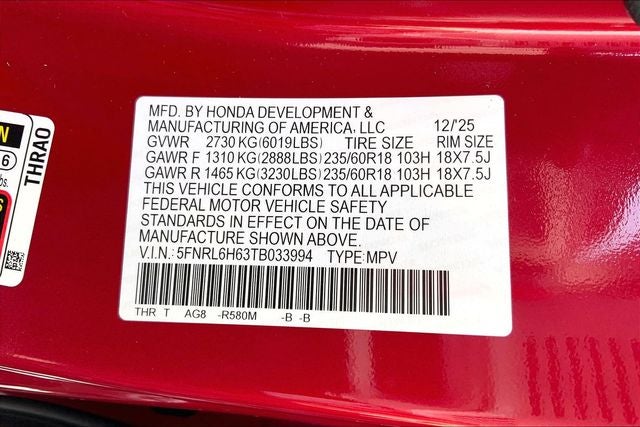 MFD. BY HONDA DEVELOPMENT &
MANUFACTURING OF AMERICA, LLC 12/'25
GVWR 2730 KG(6019LBS) TIRE SIZE RIM SIZE
GAWR F 1310 KG(2888LBS) 235/60R18 103H 18X7.5J
GAWR R 1465 KG(3230LBS) 235/60R18 103H 18X7.5J
THIS VEHICLE CONFORMS TO ALL APPLICABLE
FEDERAL MOTOR VEHICLE SAFETY
STANDARDS IN EFFECT ON THE DATE OF
MANUFACTURE SHOWN ABOVE.
V.I.N.:5FNRL6H63TB033994 TYPE:MPV
THR T AG8 -R580M -B -B
THRA0
6